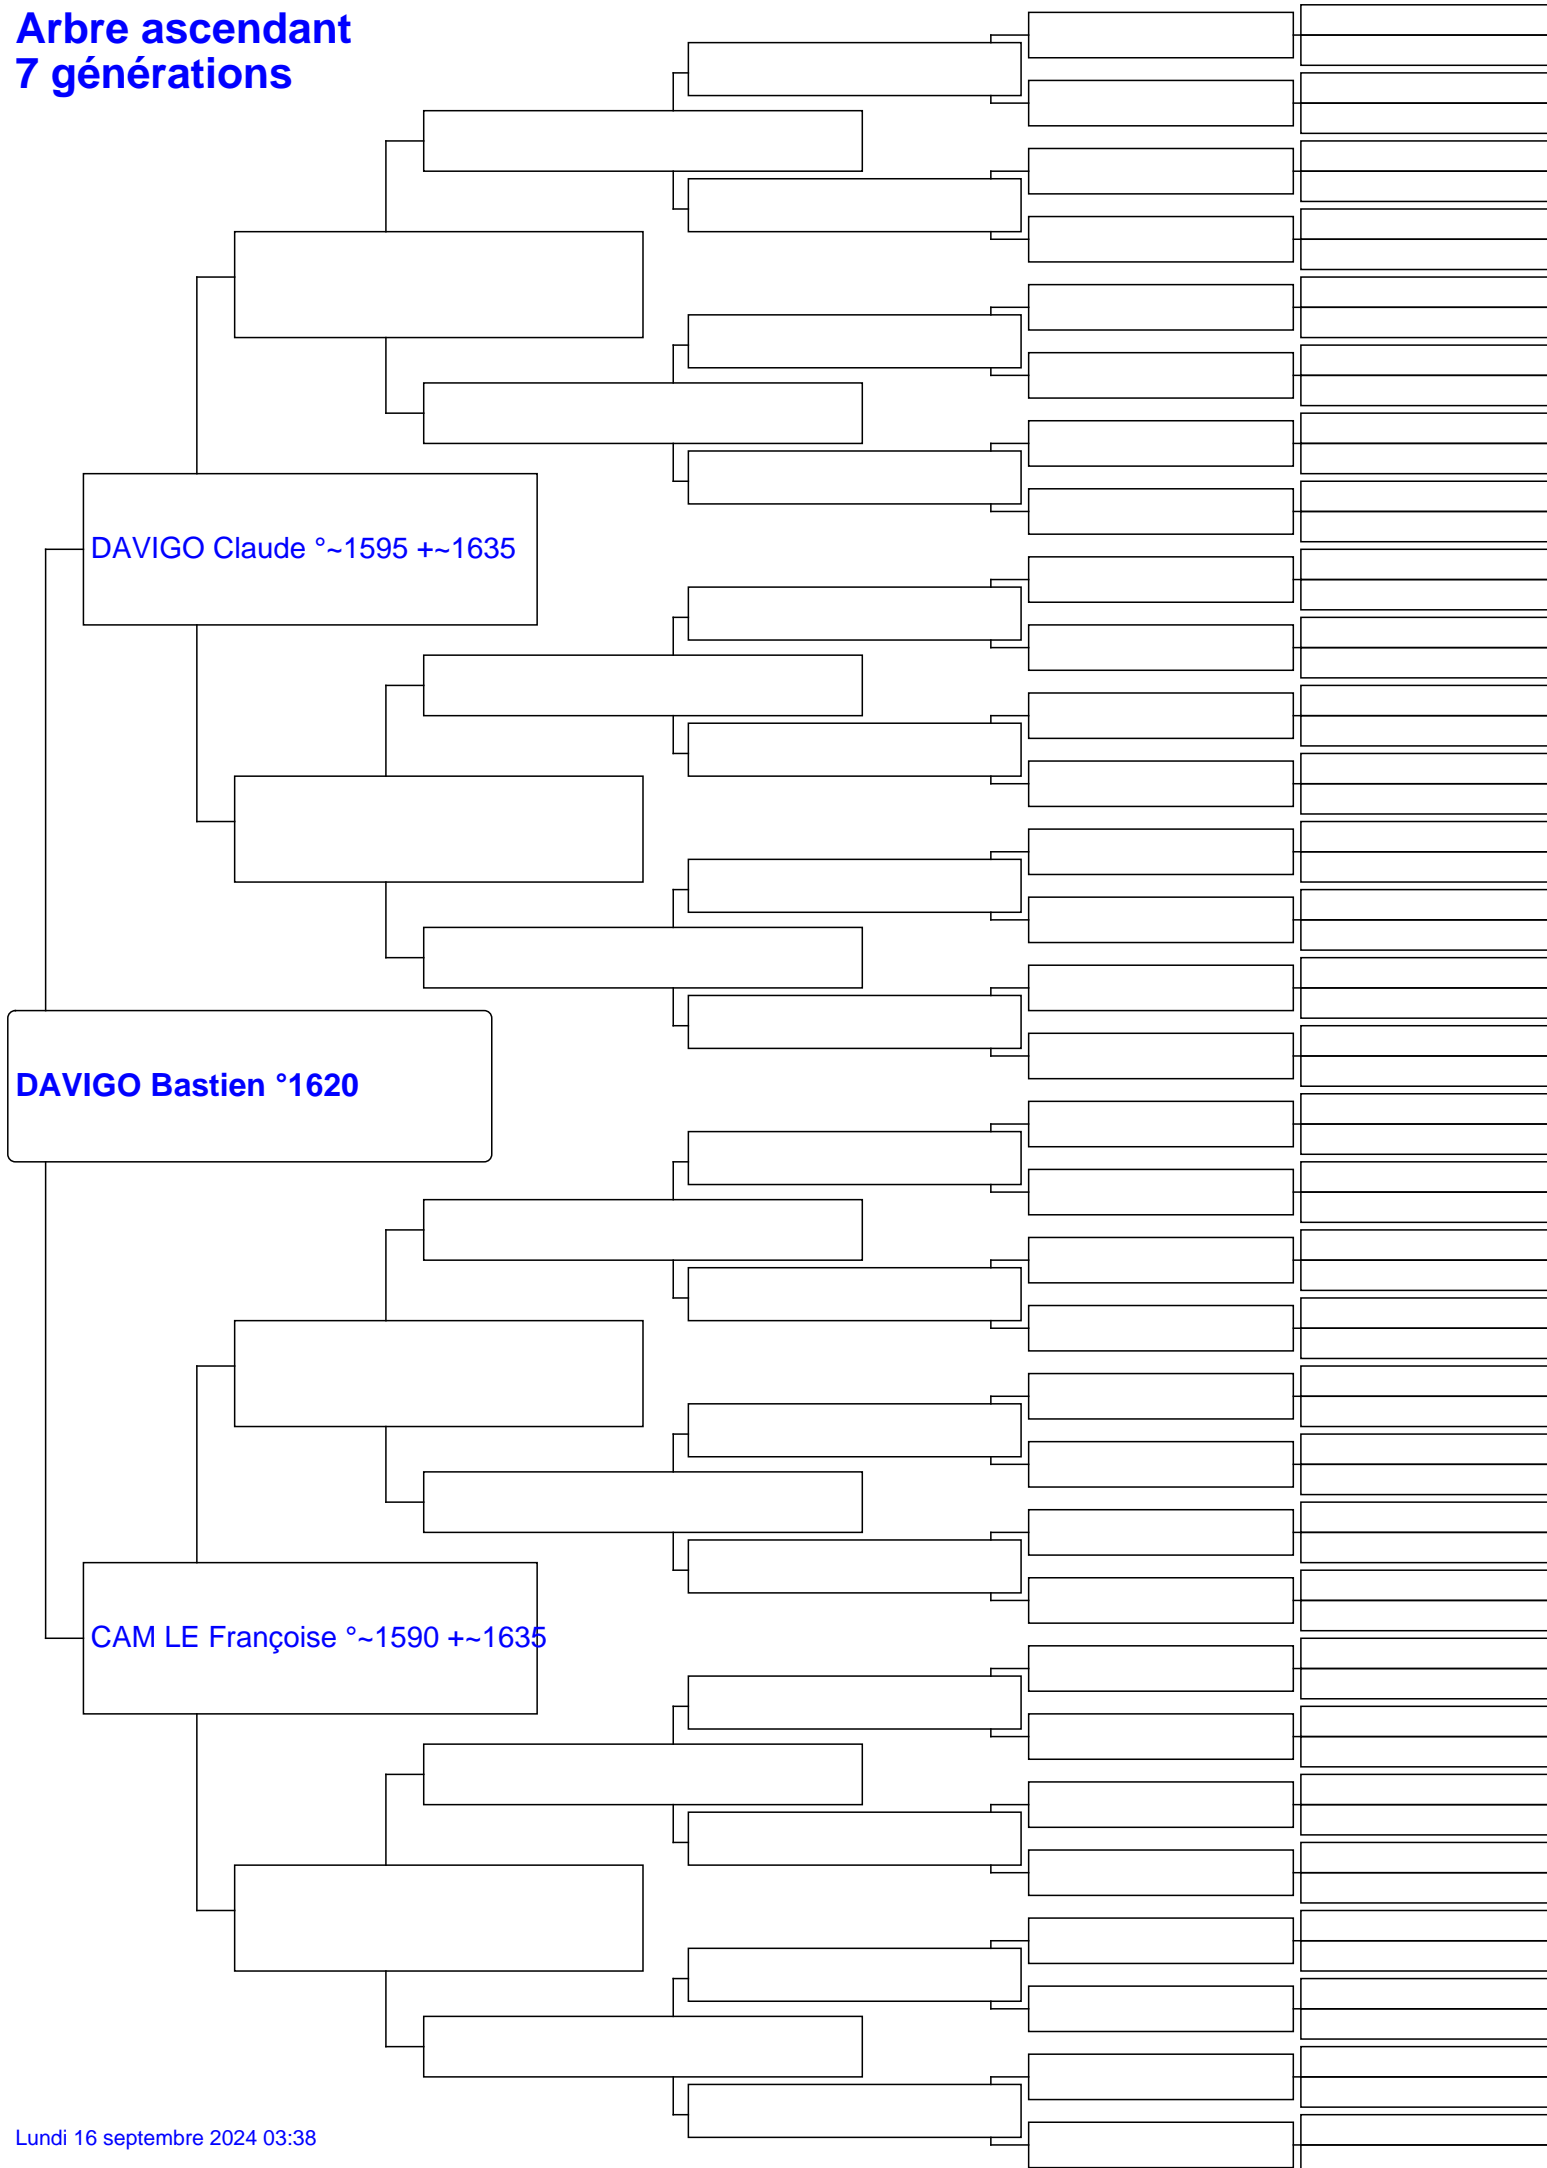 Arbre ascendant
7 générations
DAVIGO Claude °~1595 +~1635
DAVIGO Bastien °1620
CAM LE Françoise °~1590 +~1635
Lundi 16 septembre 2024 03:38